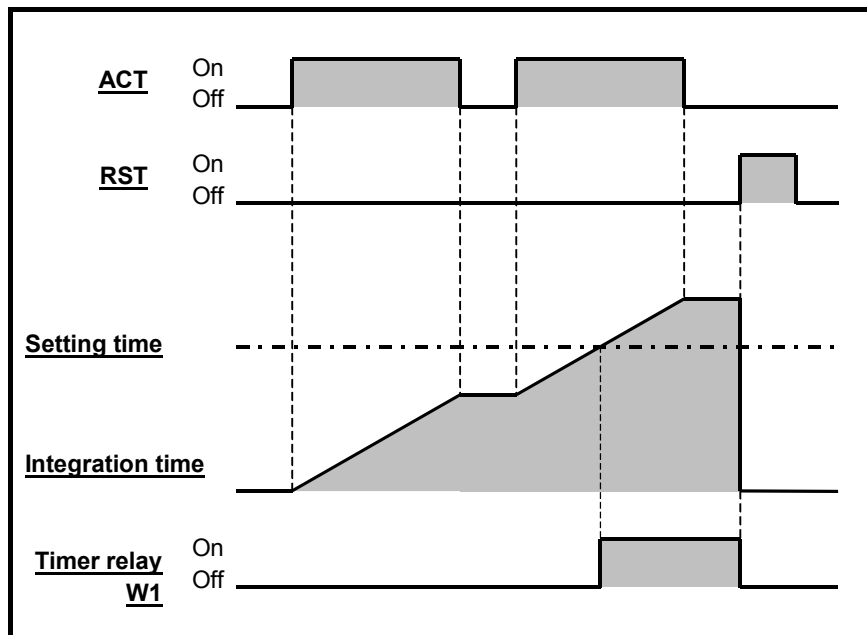 ACT On
Off
RST On
Off
Setting time
Integration time
Timer relay On
W1 Off